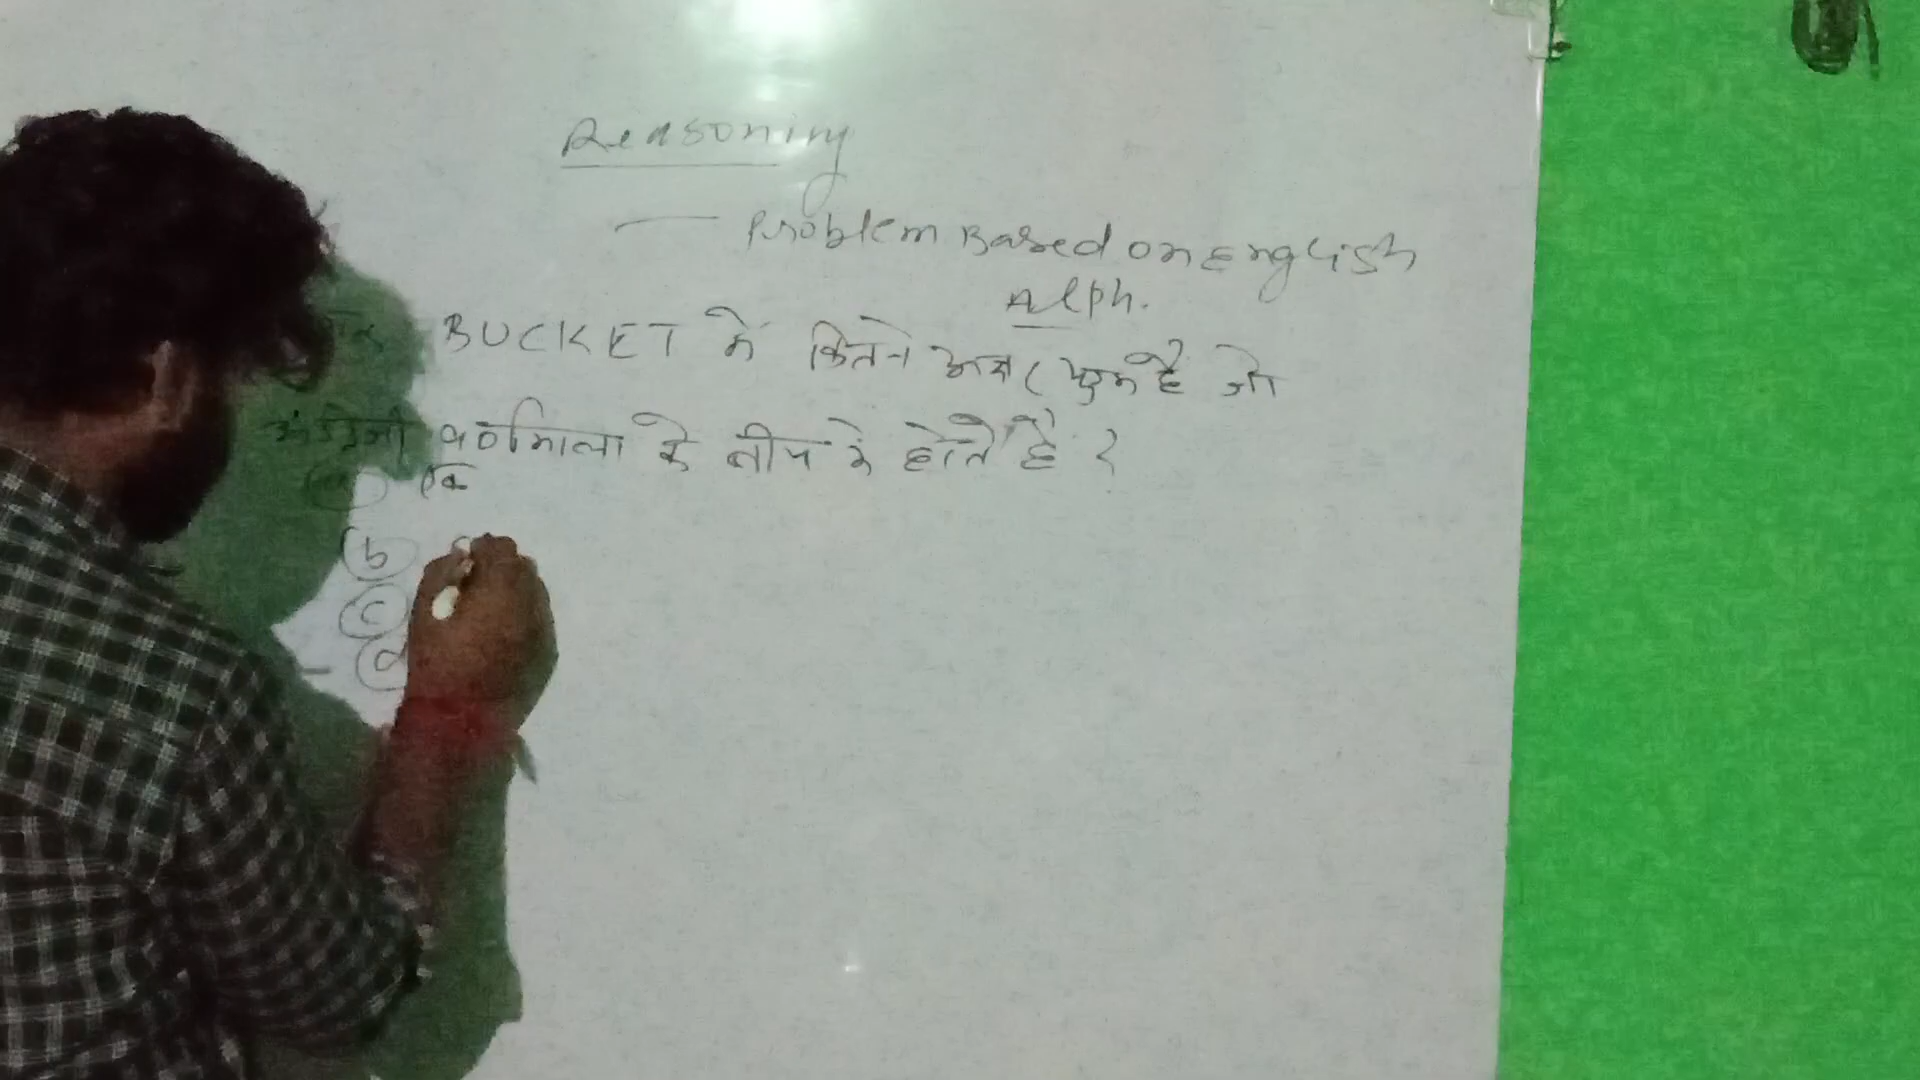 Reasoning
— Problem Based on English
Alph.
BUCKET में कितने अक्षर युग्म है जो
अंग्रेजी वर्णमाला के बीच में होते है ?
(b)
(c)
(d